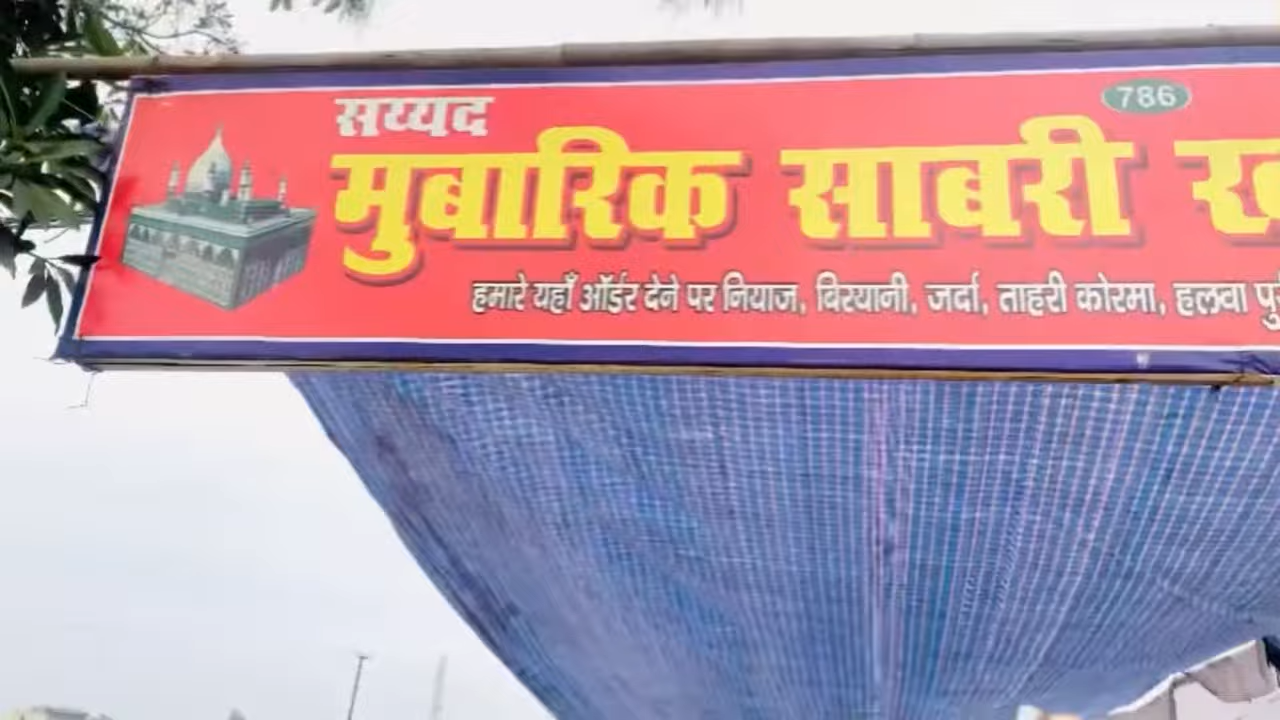 786
सय्यद
मुबारिक साबरी
हमारे यहाँ ऑर्डर देने पर नियाज, बिरयानी, जर्दा, ताहरी कोरमा, हलवा